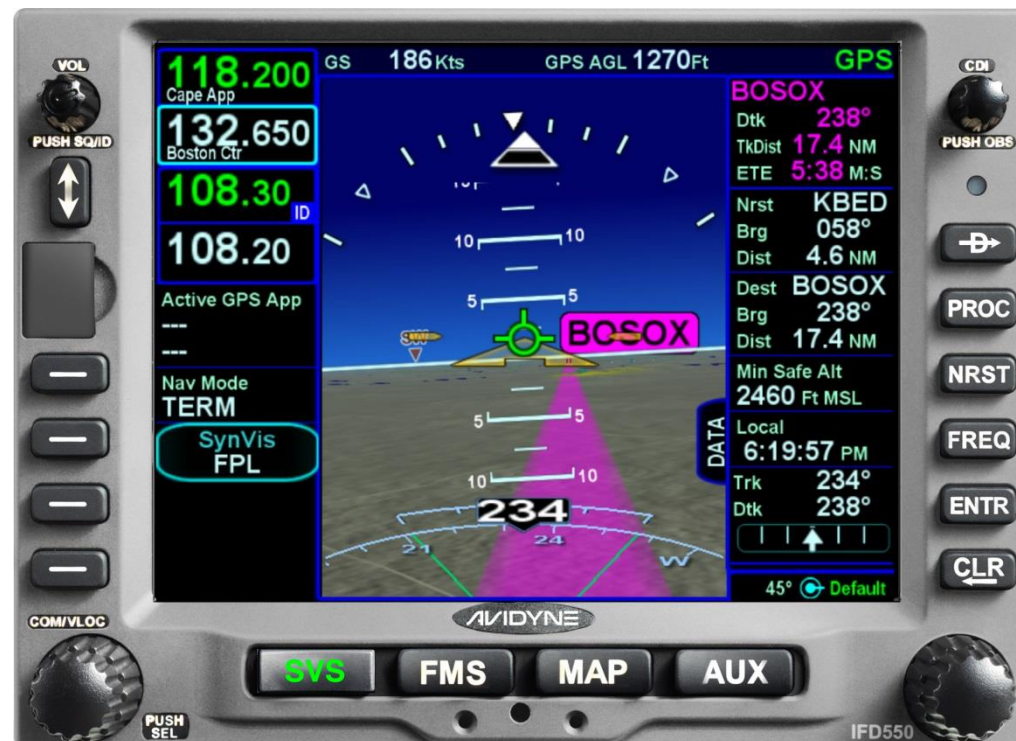 VOL
PUSH SQ/ID
COM/VLOC
PUSH
SEL
118.200
Cape App
132.650
Boston Ctr
108.30
ID
108.20
Active GPS App
---
---
Nav Mode
TERM
SynVis
FPL
GS 186 Kts GPS AGL 1270Ft GPS
10 10
5 5
SW
BOSOX
5 5
10 10
234
21 24 W
DATA
BOSOX
Dtk 238°
TkDist 17.4 NM
ETE 5:38 M:S
Nrst KBED
Brg 058°
Dist 4.6 NM
Dest BOSOX
Brg 238°
Dist 17.4 NM
Min Safe Alt
2460 Ft MSL
Local
6:19:57 PM
Trk 234°
Dtk 238°
45° Default
CDI
PUSH OBS
D
PROC
NRST
FREQ
ENTR
CLR
AVIDYNE
SVS FMS MAP AUX
IFD550